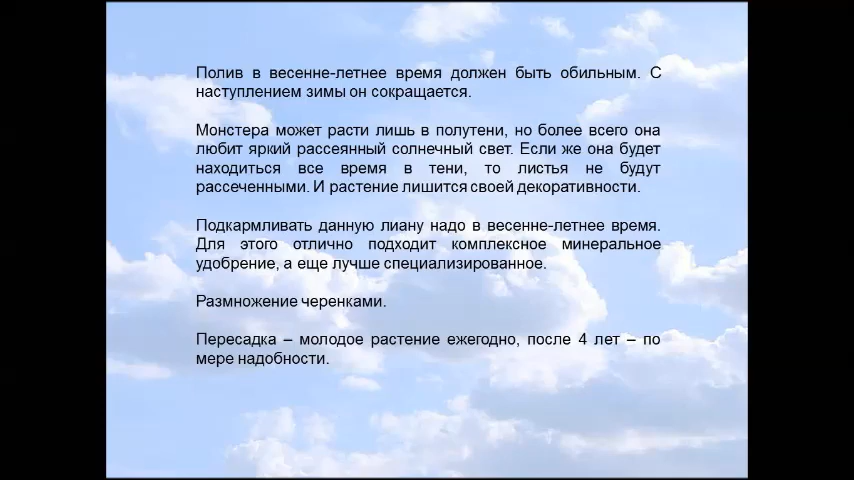 Полив в весенне-летнее время должен быть обильным. С
наступлением зимы он сокращается.
Монстера может расти лишь в полутени, но более всего она
любит яркий рассеянный солнечный свет. Если же она будет
находиться все время в тени, то листья не будут
рассеченными. И растение лишится своей декоративности.
Подкармливать данную лиану надо в весенне-летнее время.
Для этого отлично подходит комплексное минеральное
удобрение, а еще лучше специализированное.
Размножение черенками.
Пересадка – молодое растение ежегодно, после 4 лет – по
мере надобности.